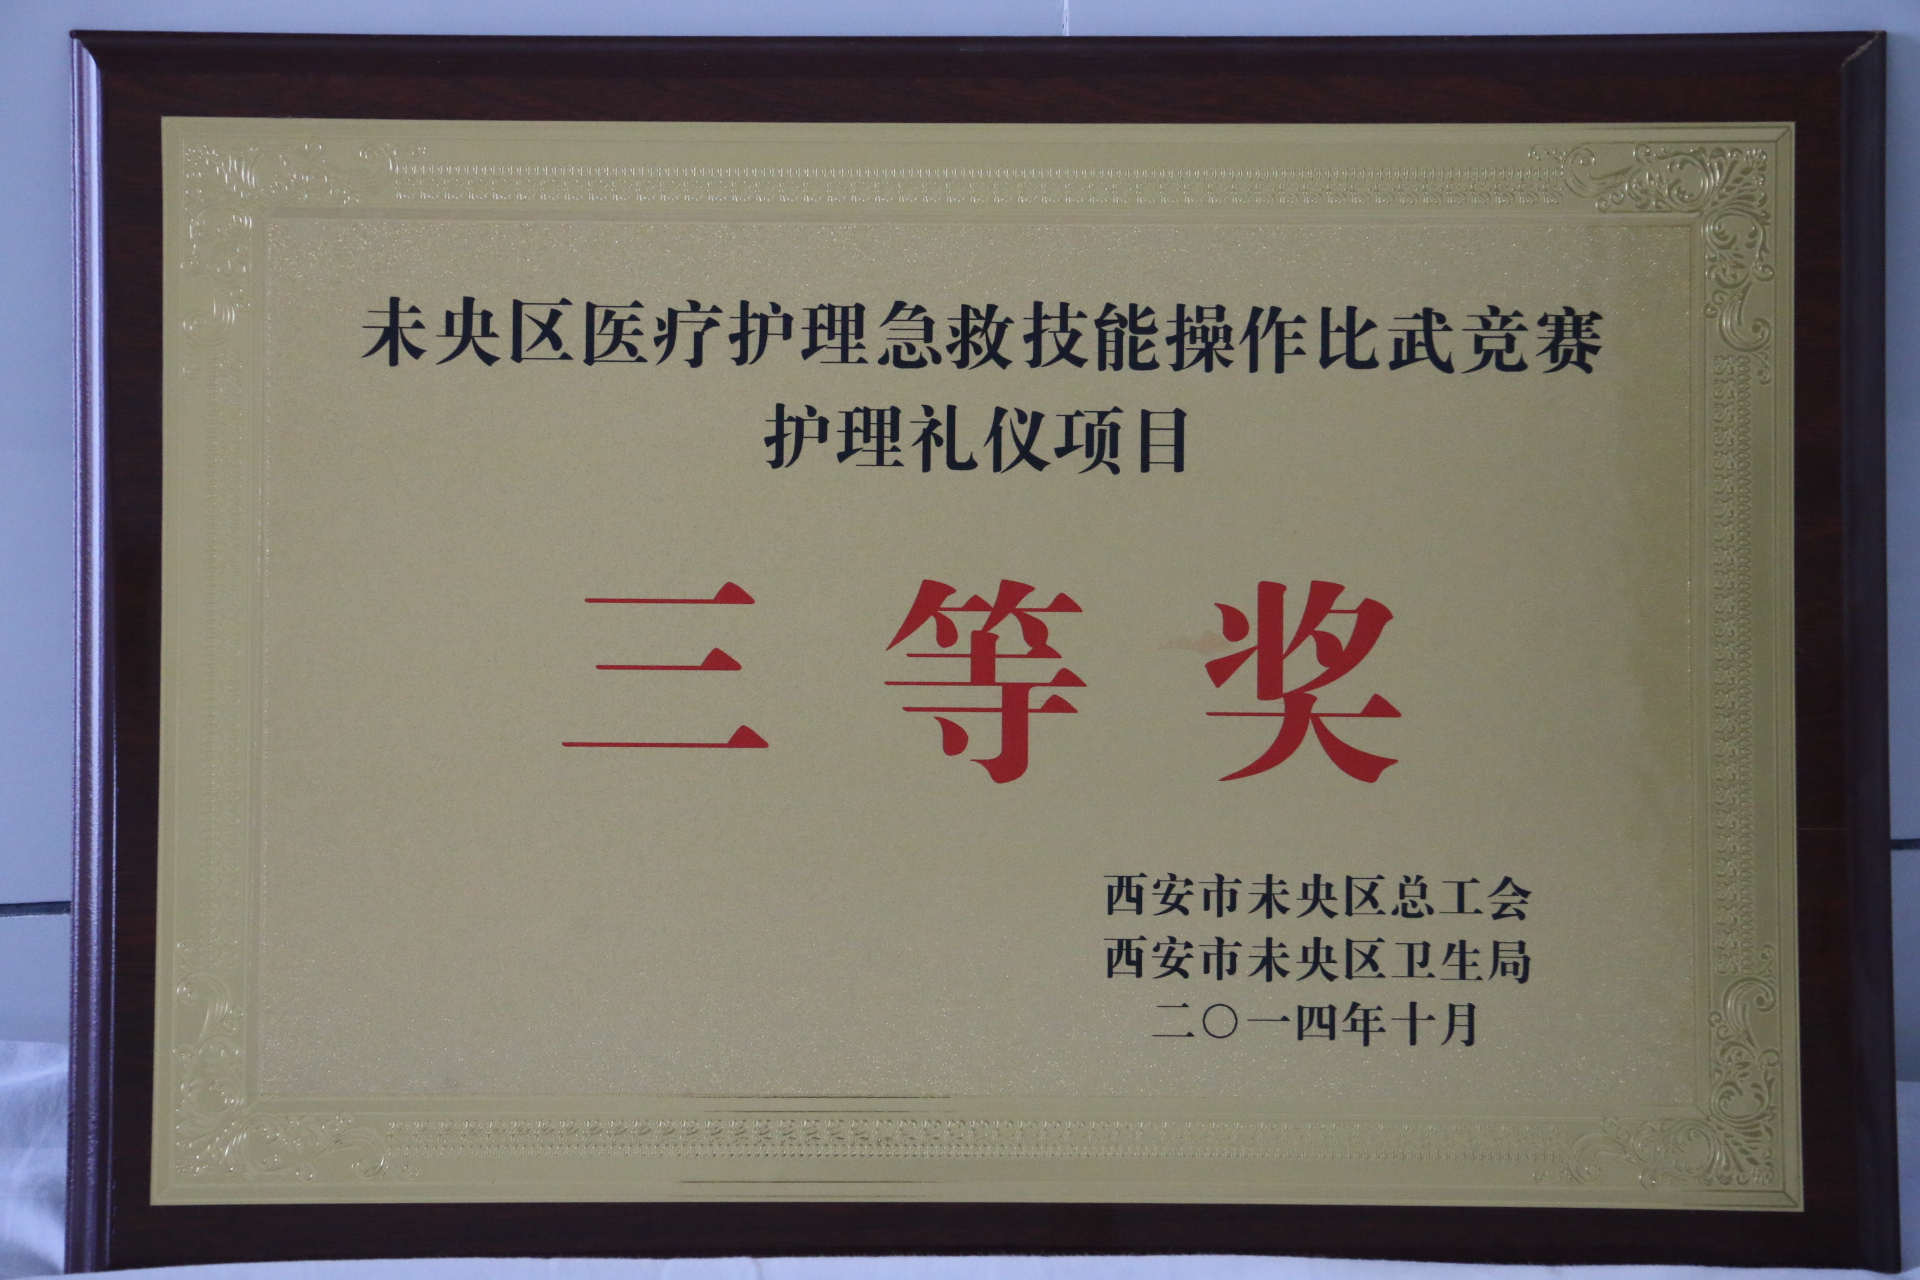 未央区医疗护理急救技能操作比武竞赛
护理礼仪项目
三等奖
西安市未央区总工会
西安市未央区卫生局
二〇一四年十月